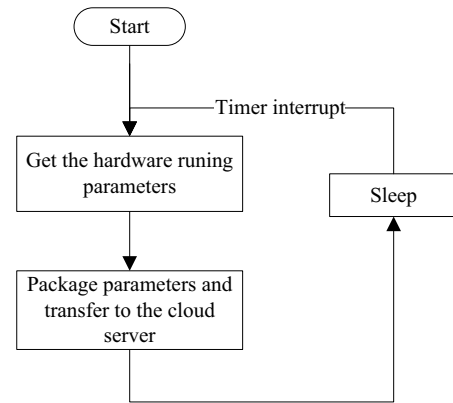 Start
Timer interrupt
Get the hardware runing
parameters
Sleep
Package parameters and
transfer to the cloud
server